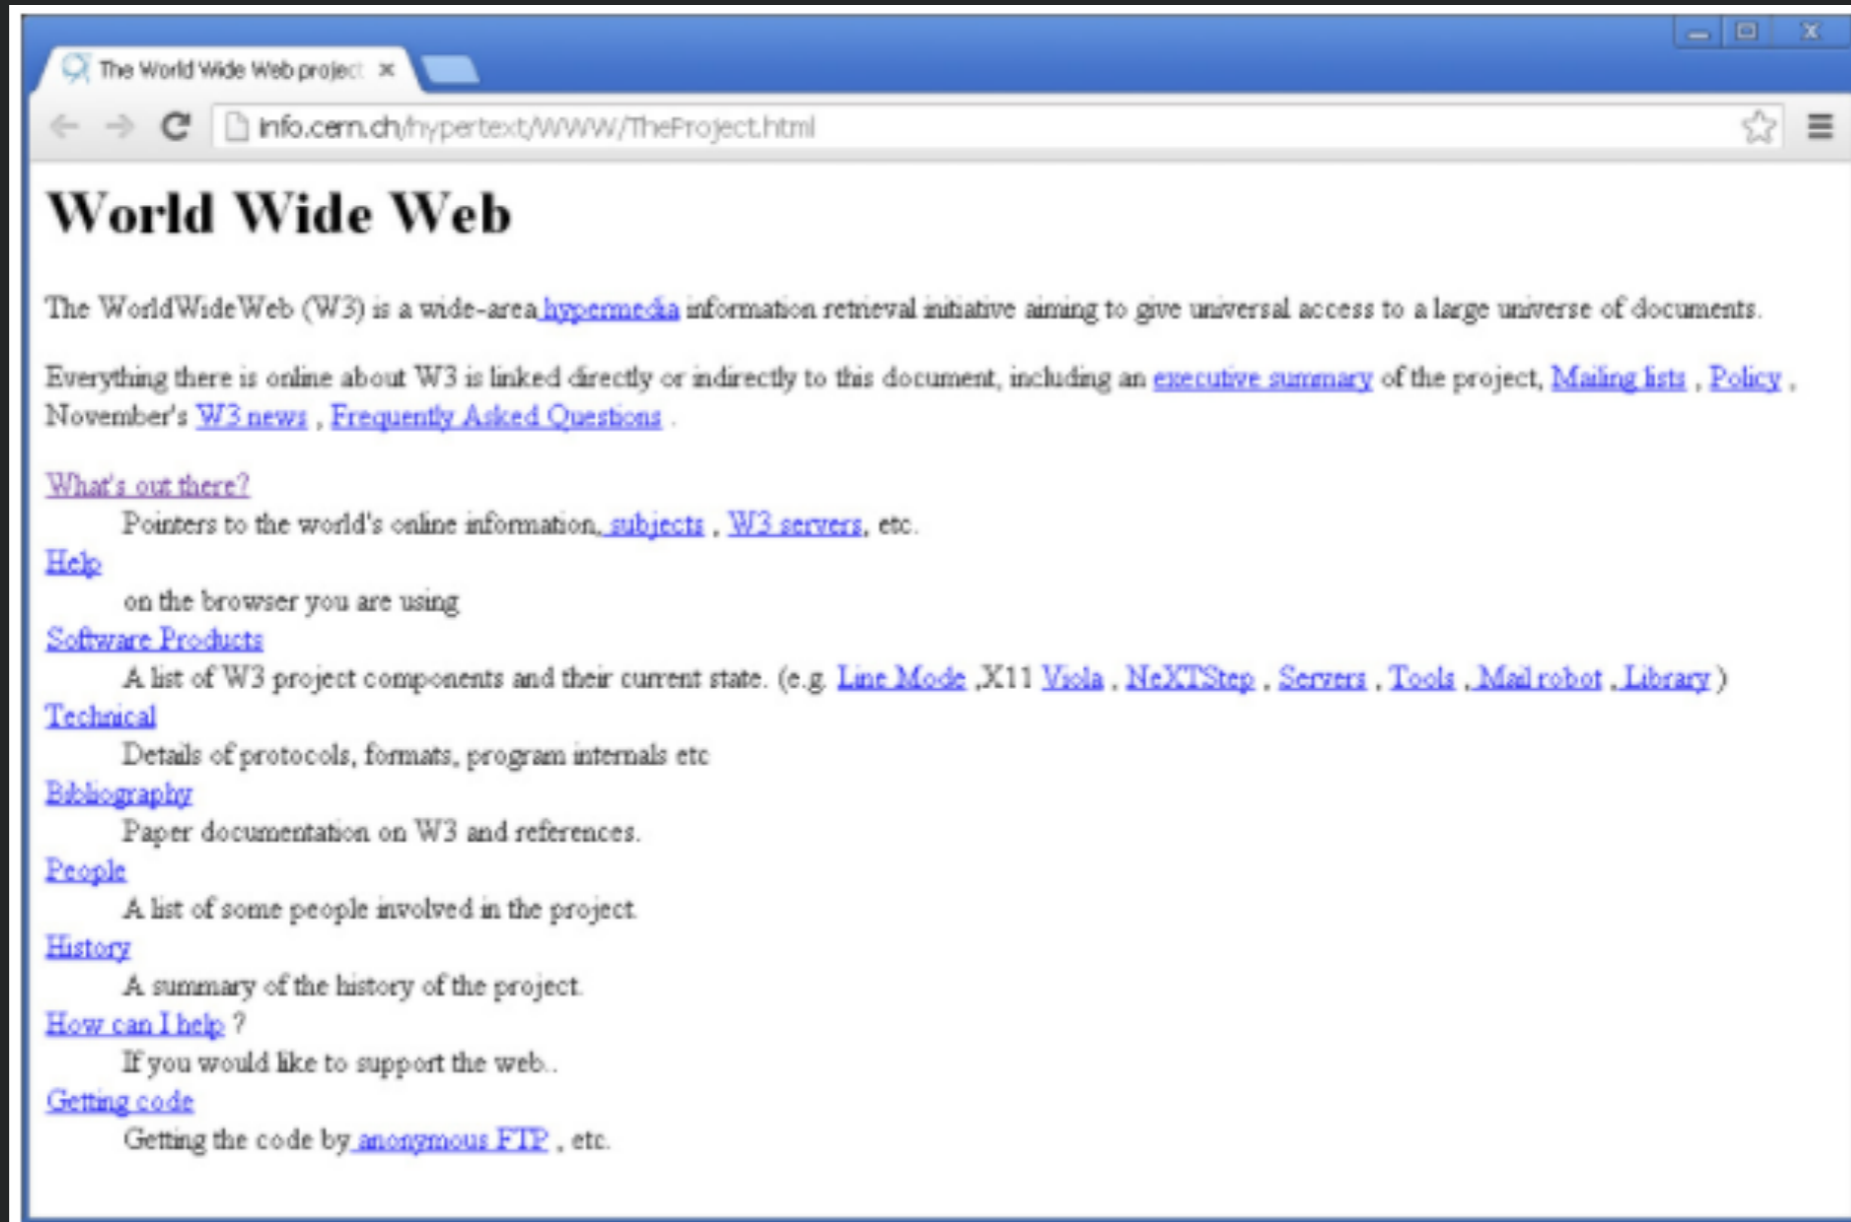 The World Wide Web project
info.cern.ch/hypertext/WWW/TheProject.html
World Wide Web
The WorldWideWeb (W3) is a wide-area hypermedia information retrieval initiative aiming to give universal access to a large universe of documents.
Everything there is online about W3 is linked directly or indirectly to this document, including an executive summary of the project, Mailing lists , Policy ,
November's W3 news , Frequently Asked Questions .
What's out there?
Pointers to the world's online information, subjects , W3 servers, etc.
Help
on the browser you are using
Software Products
A list of W3 project components and their current state. (e.g. Line Mode ,X11 Viola , NeXTStep , Servers , Tools , Mail robot , Library )
Technical
Details of protocols, formats, program internals etc
Bibliography
Paper documentation on W3 and references.
People
A list of some people involved in the project.
History
A summary of the history of the project.
How can I help ?
If you would like to support the web..
Getting code
Getting the code by anonymous FTP , etc.